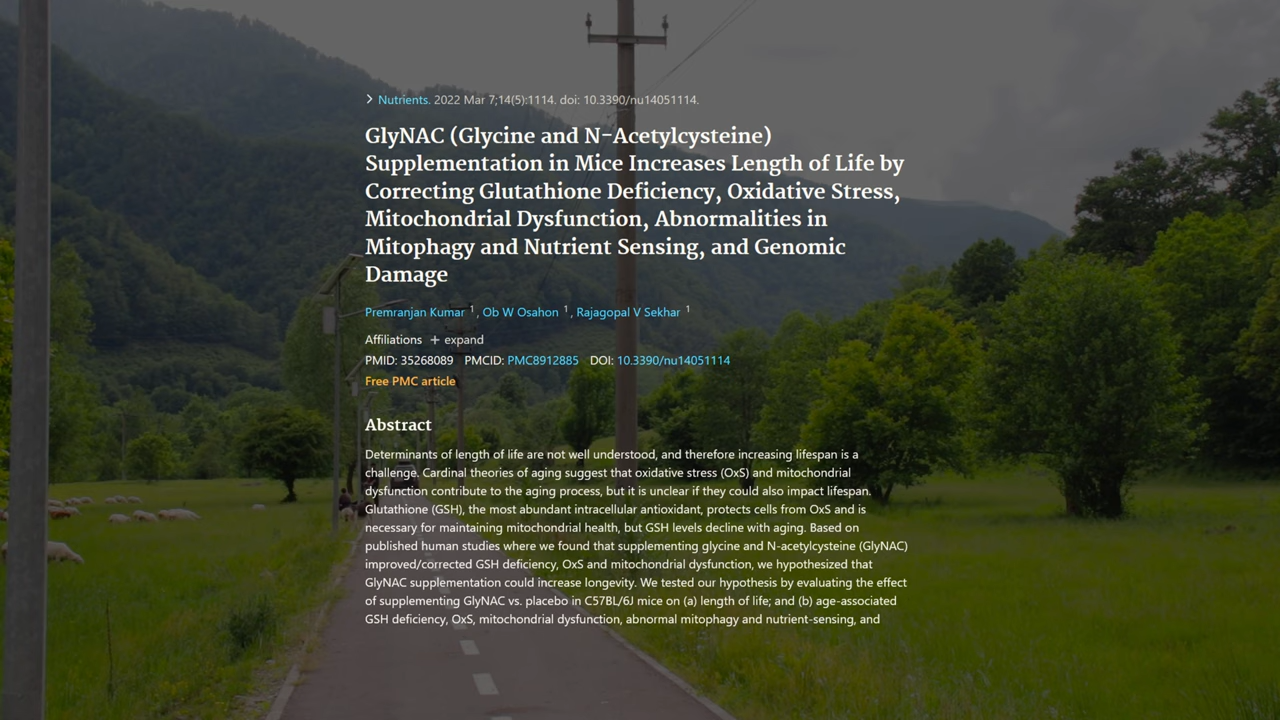 Nutrients. 2022 Mar 7;14(5):1114. doi: 10.3390/nu14051114.
GlyNAC (Glycine and N-Acetylcysteine)
Supplementation in Mice Increases Length of Life by
Correcting Glutathione Deficiency, Oxidative Stress,
Mitochondrial Dysfunction, Abnormalities in
Mitophagy and Nutrient Sensing, and Genomic
Damage
Premranjan Kumar 1, Ob W Osahon 1, Rajagopal V Sekhar 1
Affiliations + expand
PMID: 35268089 PMCID: PMC8912885 DOI: 10.3390/nu14051114
Free PMC article
Abstract
Determinants of length of life are not well understood, and therefore increasing lifespan is a
challenge. Cardinal theories of aging suggest that oxidative stress (OxS) and mitochondrial
dysfunction contribute to the aging process, but it is unclear if they could also impact lifespan.
Glutathione (GSH), the most abundant intracellular antioxidant, protects cells from OxS and is
necessary for maintaining mitochondrial health, but GSH levels decline with aging. Based on
published human studies where we found that supplementing glycine and N-acetylcysteine (GlyNAC)
improved/corrected GSH deficiency, OxS and mitochondrial dysfunction, we hypothesized that
GlyNAC supplementation could increase longevity. We tested our hypothesis by evaluating the effect
of supplementing GlyNAC vs. placebo in C57BL/6J mice on (a) length of life; and (b) age-associated
GSH deficiency, OxS, mitochondrial dysfunction, abnormal mitophagy and nutrient-sensing, and